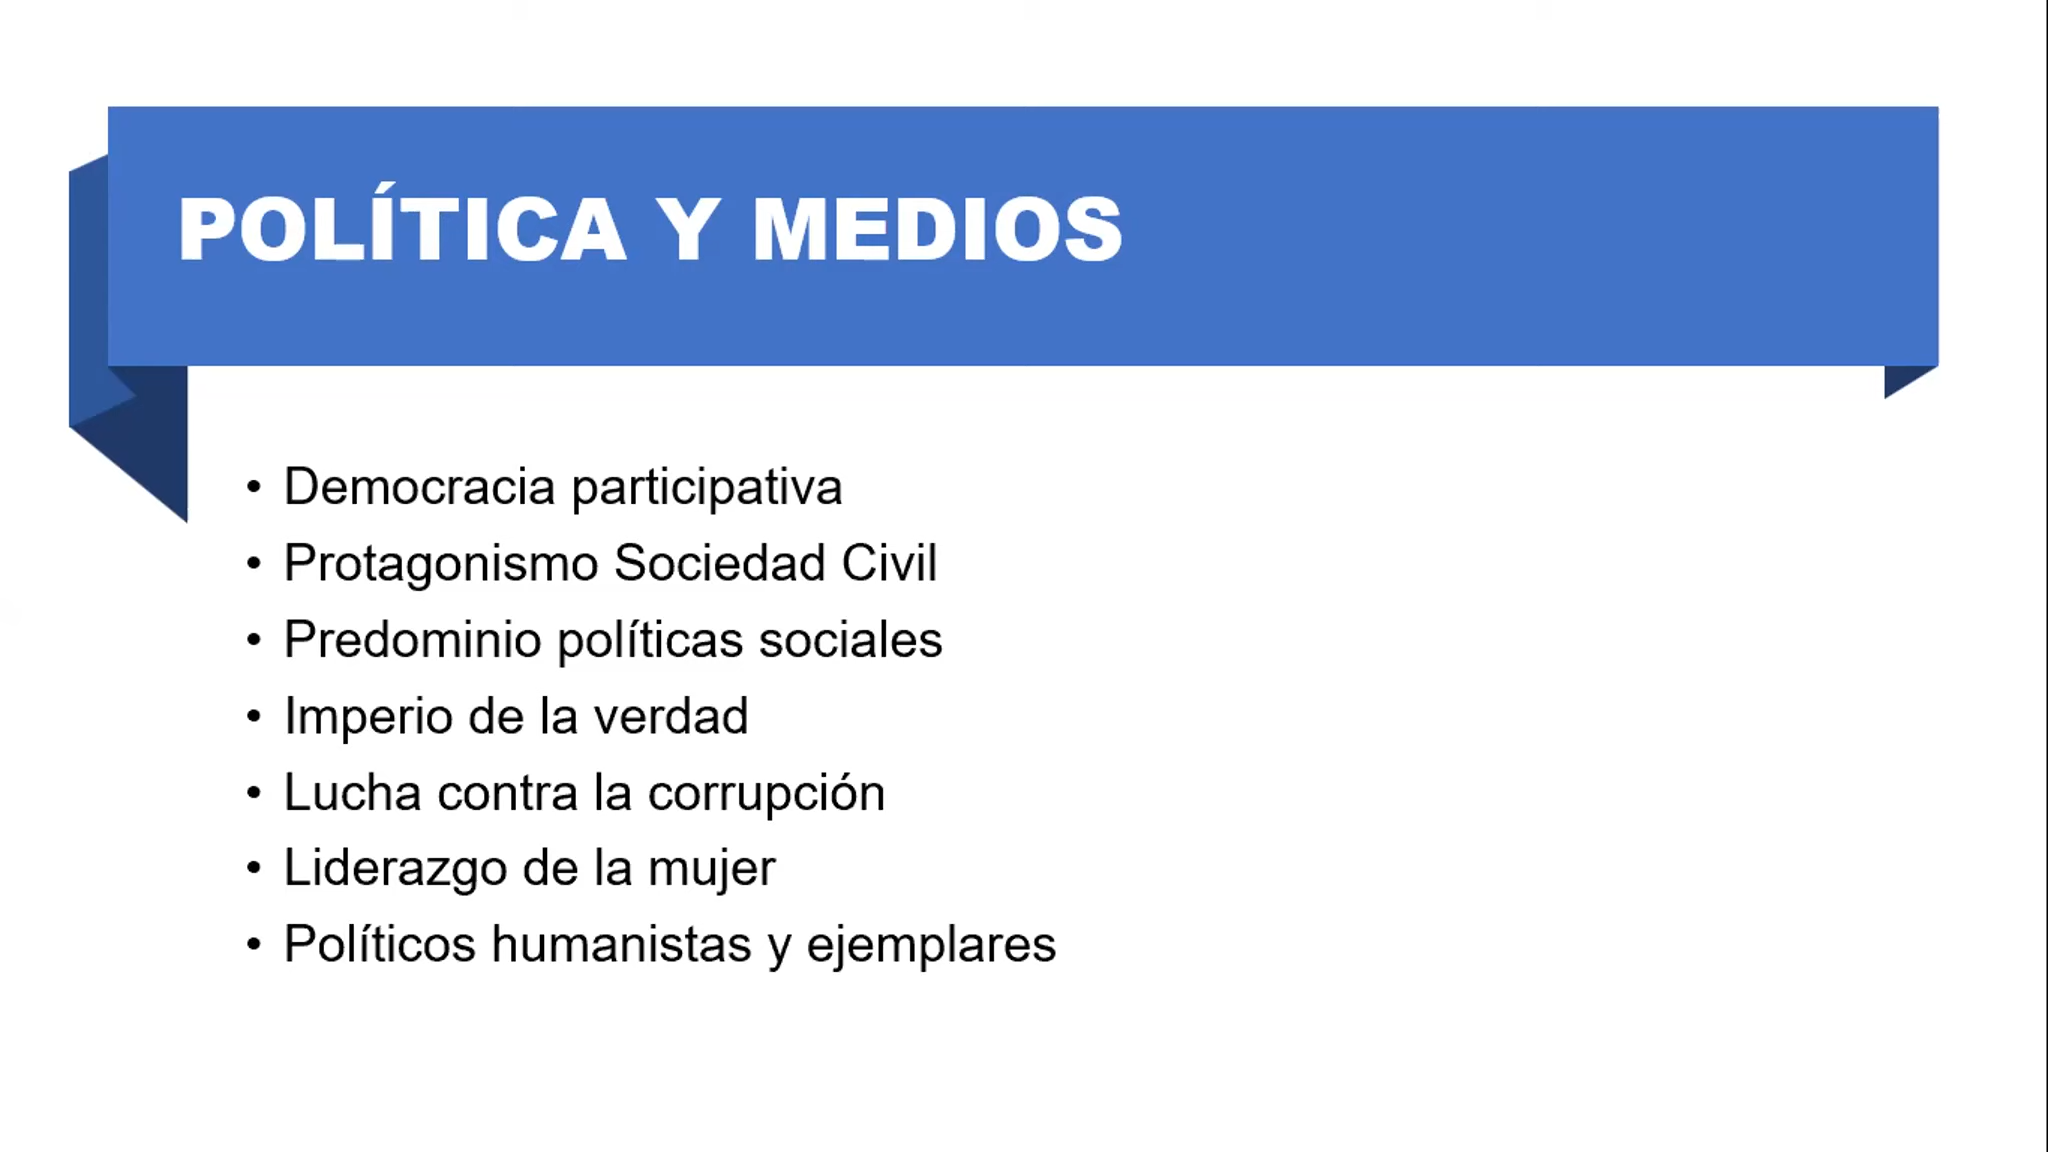 POLÍTICA Y MEDIOS
• Democracia participativa
• Protagonismo Sociedad Civil
• Predominio políticas sociales
• Imperio de la verdad
• Lucha contra la corrupción
• Liderazgo de la mujer
• Políticos humanistas y ejemplares